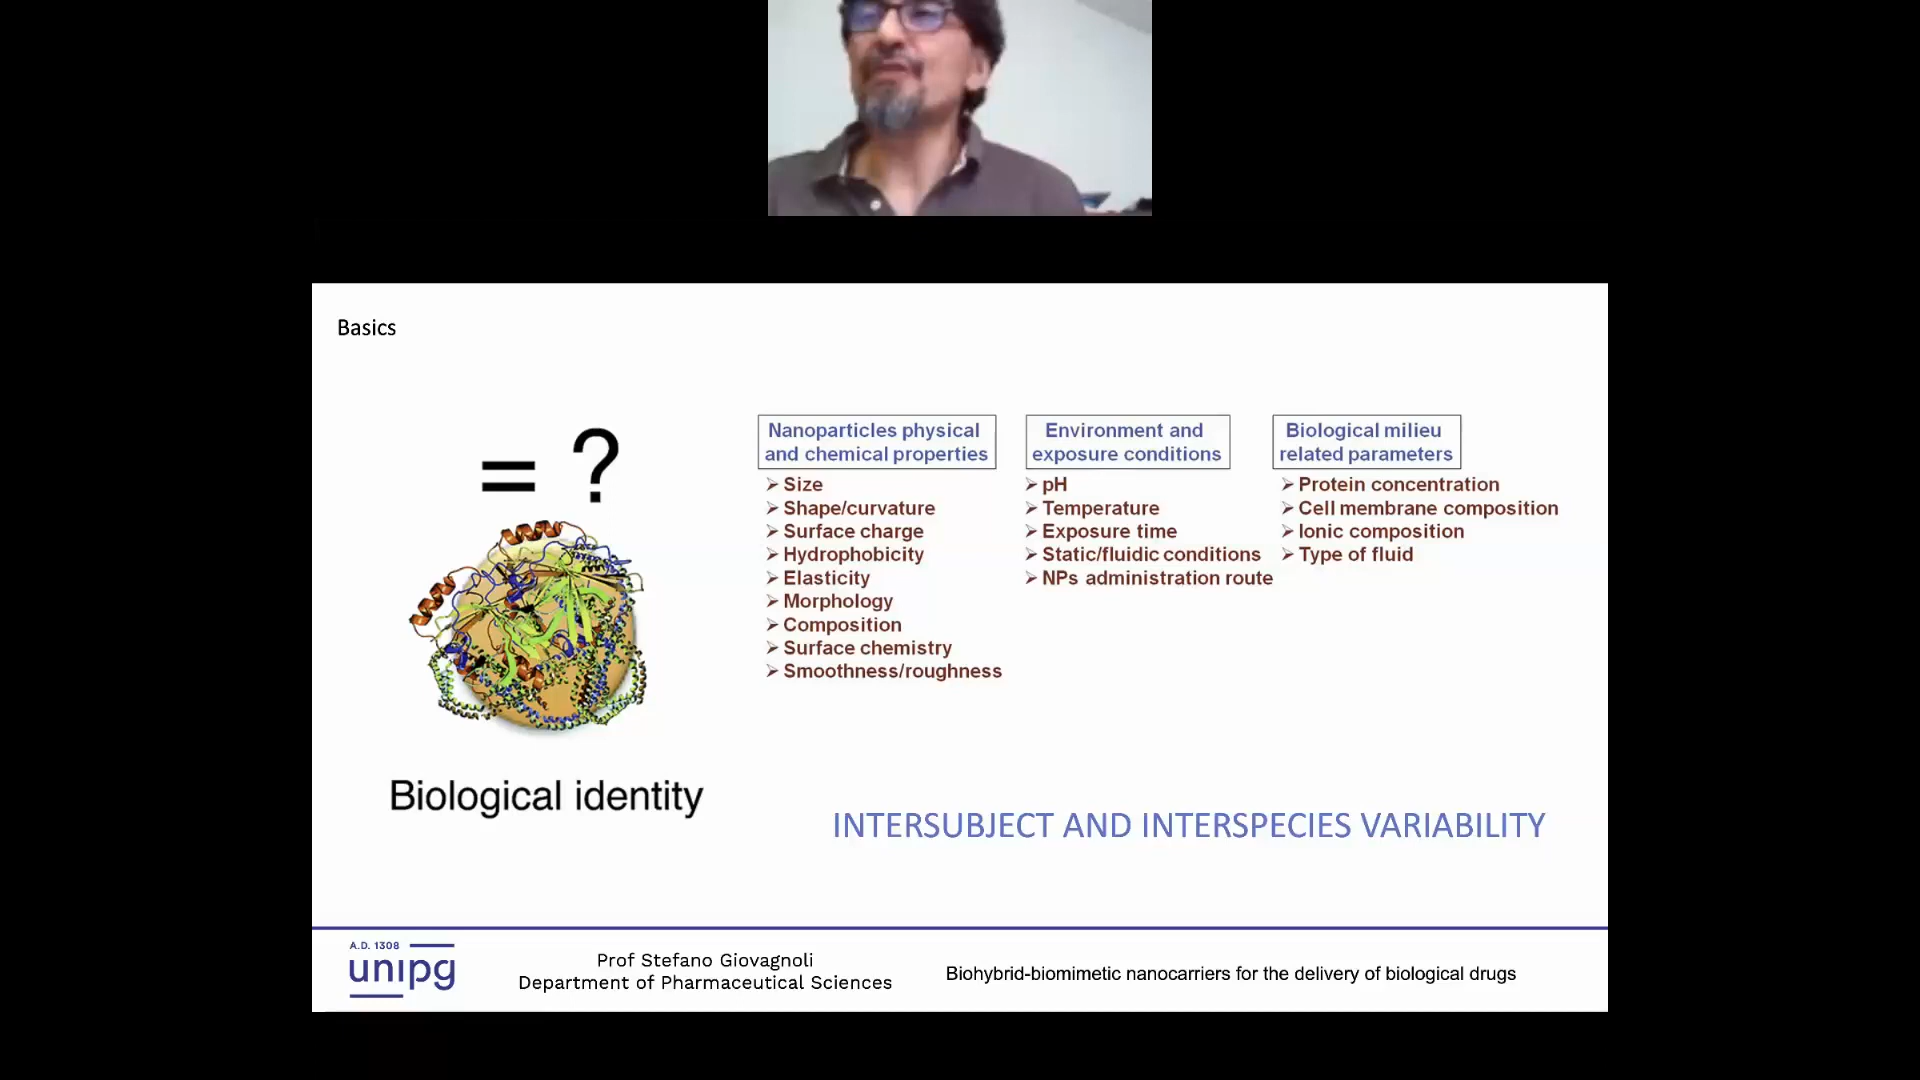 Basics
= ?
Biological identity
Nanoparticles physical
and chemical properties
Size
Shape/curvature
Surface charge
Hydrophobicity
Elasticity
Morphology
Composition
Surface chemistry
Smoothness/roughness
Environment and
exposure conditions
pH
Temperature
Exposure time
Static/fluidic conditions
NPs administration route
Biological milieu
related parameters
Protein concentration
Cell membrane composition
Ionic composition
Type of fluid
INTERSUBJECT AND INTERSPECIES VARIABILITY
A.D. 1308
unipg
Prof Stefano Giovagnoli
Department of Pharmaceutical Sciences
Biohybrid-biomimetic nanocarriers for the delivery of biological drugs